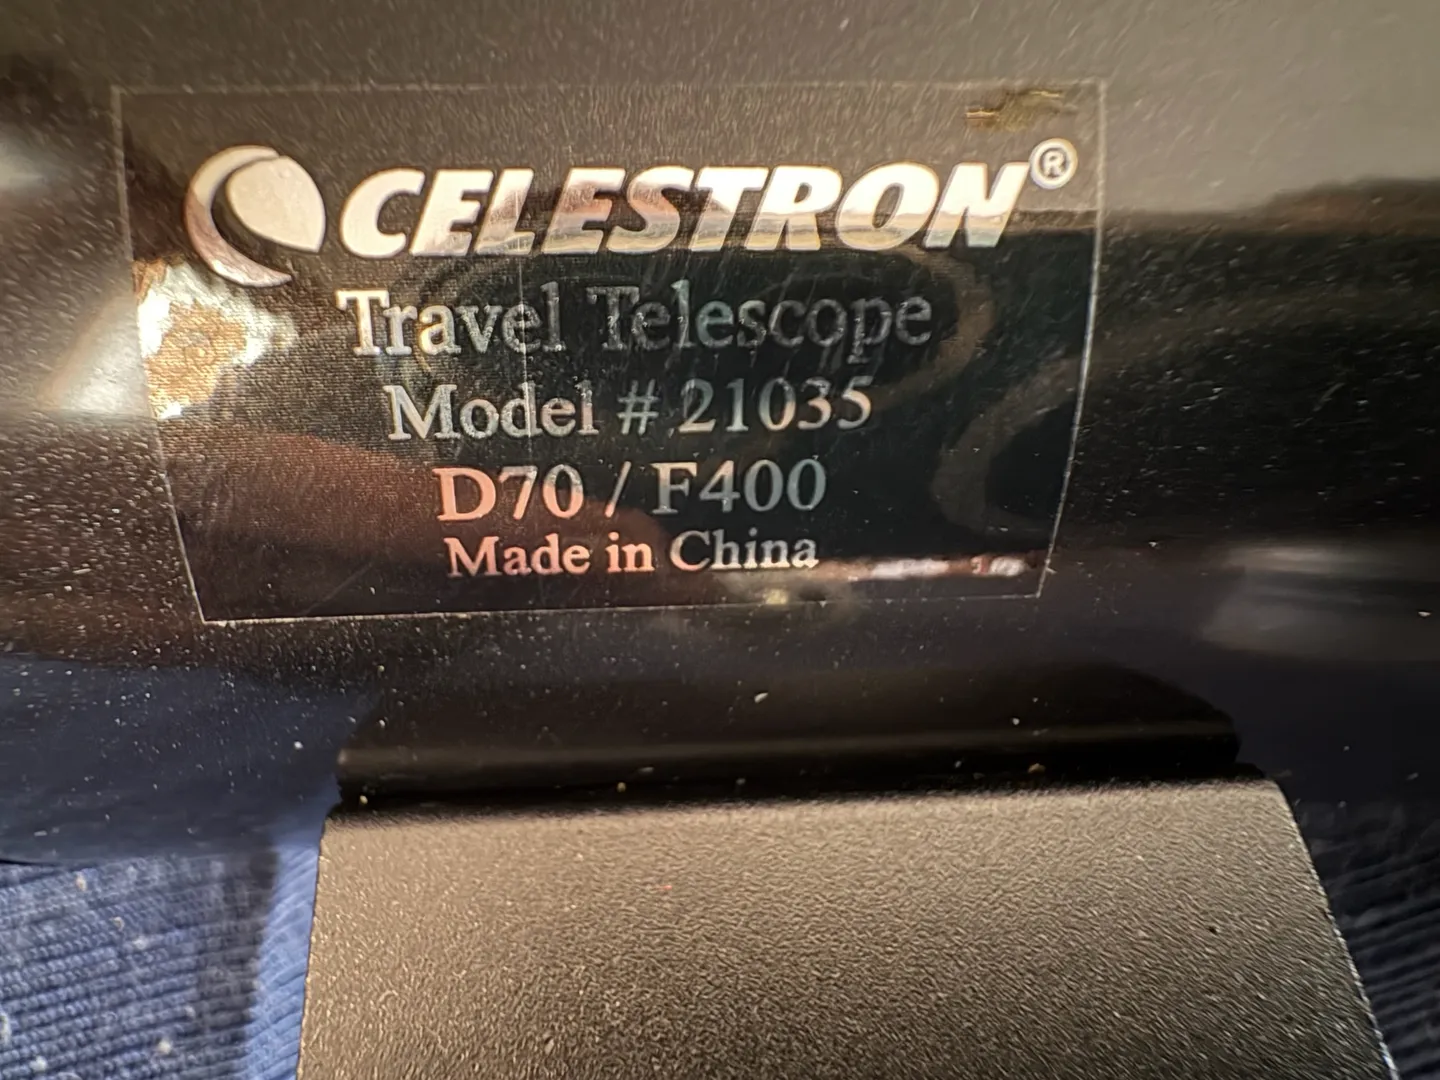 CELESTRON®
Travel Telescope
Model # 21035
D70 / F400
Made in China